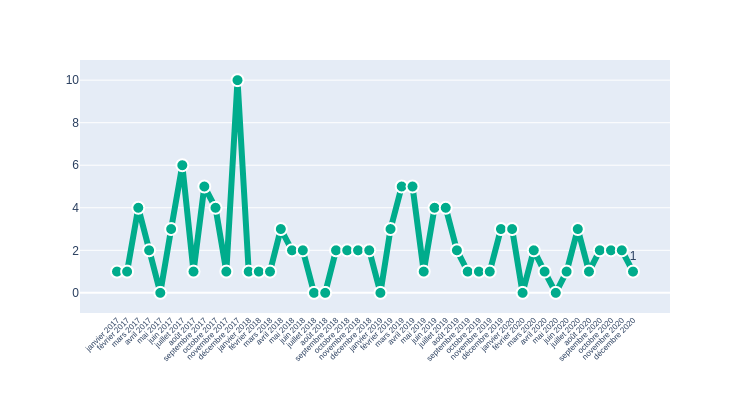 10
8
6
4
2
0
1
janvier 2017
février 2017
mars 2017
avril 2017
mai 2017
juin 2017
juillet 2017
août 2017
septembre 2017
octobre 2017
novembre 2017
décembre 2017
janvier 2018
février 2018
mars 2018
avril 2018
mai 2018
juin 2018
juillet 2018
août 2018
septembre 2018
octobre 2018
novembre 2018
décembre 2018
janvier 2019
février 2019
mars 2019
avril 2019
mai 2019
juin 2019
juillet 2019
août 2019
septembre 2019
octobre 2019
novembre 2019
décembre 2019
janvier 2020
février 2020
mars 2020
avril 2020
mai 2020
juin 2020
juillet 2020
août 2020
septembre 2020
octobre 2020
novembre 2020
décembre 2020